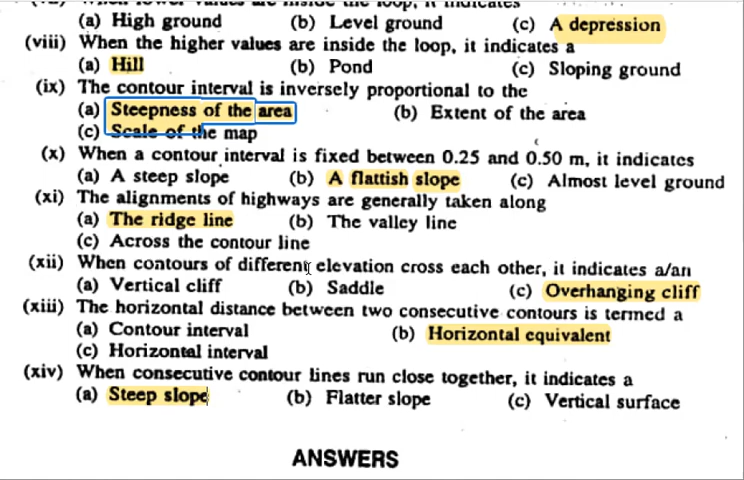 (a) High ground (b) Level ground (c) A depression
(viii) When the higher values are inside the loop, it indicates a
(a) Hill (b) Pond (c) Sloping ground
(ix) The contour interval is inversely proportional to the
(a) Steepness of the area (b) Extent of the area
(c) Scale of the map
(x) When a contour interval is fixed between 0.25 and 0.50 m, it indicates
(a) A steep slope (b) A flattish slope (c) Almost level ground
(xi) The alignments of highways are generally taken along
(a) The ridge line (b) The valley line
(c) Across the contour line
(xii) When contours of different elevation cross each other, it indicates a/an
(a) Vertical cliff (b) Saddle (c) Overhanging cliff
(xiii) The horizontal distance between two consecutive contours is termed a
(a) Contour interval (b) Horizontal equivalent
(c) Horizontal interval
(xiv) When consecutive contour lines run close together, it indicates a
(a) Steep slope (b) Flatter slope (c) Vertical surface
ANSWERS